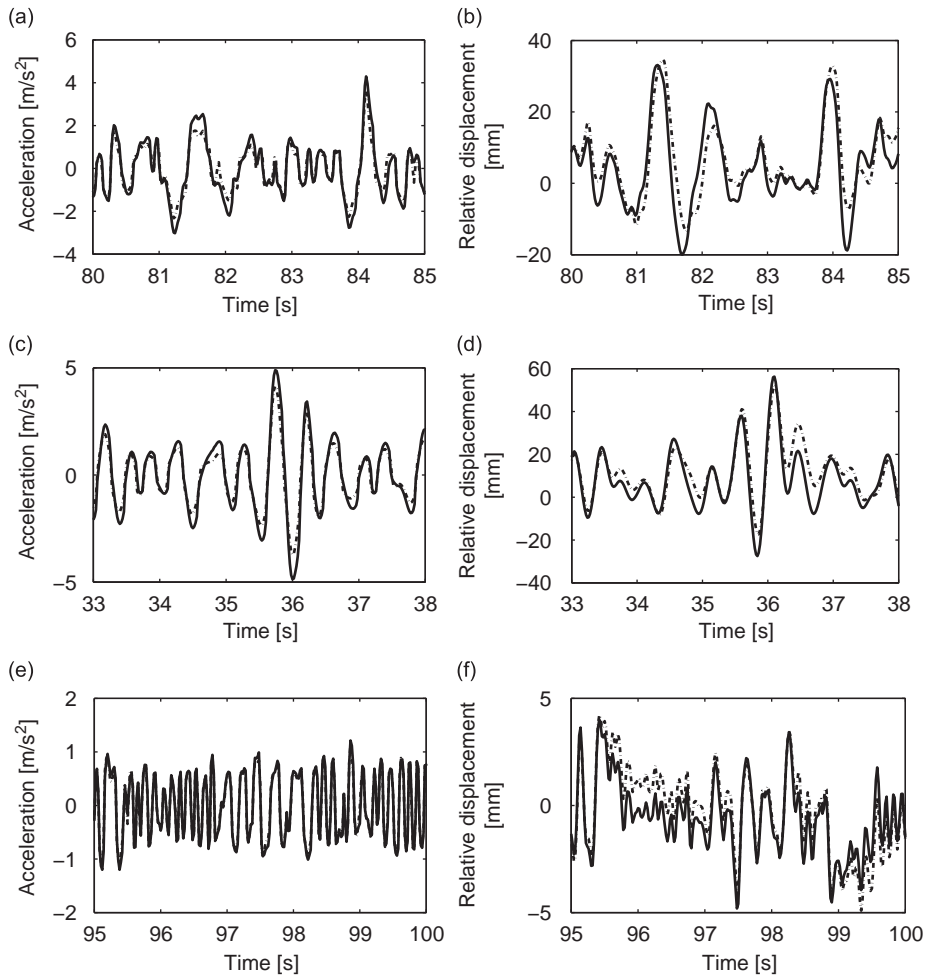 (a)
Acceleration [m/s²]
6
4
2
0
−2
−4
80 81 82 83 84 85
Time [s]
(b)
Relative displacement
[mm]
40
20
0
−20
80 81 82 83 84 85
Time [s]
(c)
Acceleration [m/s²]
5
0
−5
33 34 35 36 37 38
Time [s]
(d)
Relative displacement
[mm]
60
40
20
0
−20
−40
33 34 35 36 37 38
Time [s]
(e)
Acceleration [m/s²]
2
1
0
−1
−2
95 96 97 98 99 100
Time [s]
(f)
Relative displacement
[mm]
5
0
−5
95 96 97 98 99 100
Time [s]